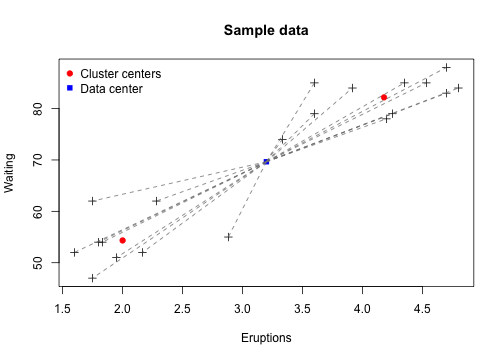 Sample data
Cluster centers
Data center
Waiting
80
70
60
50
1.5 2.0 2.5 3.0 3.5 4.0 4.5
Eruptions